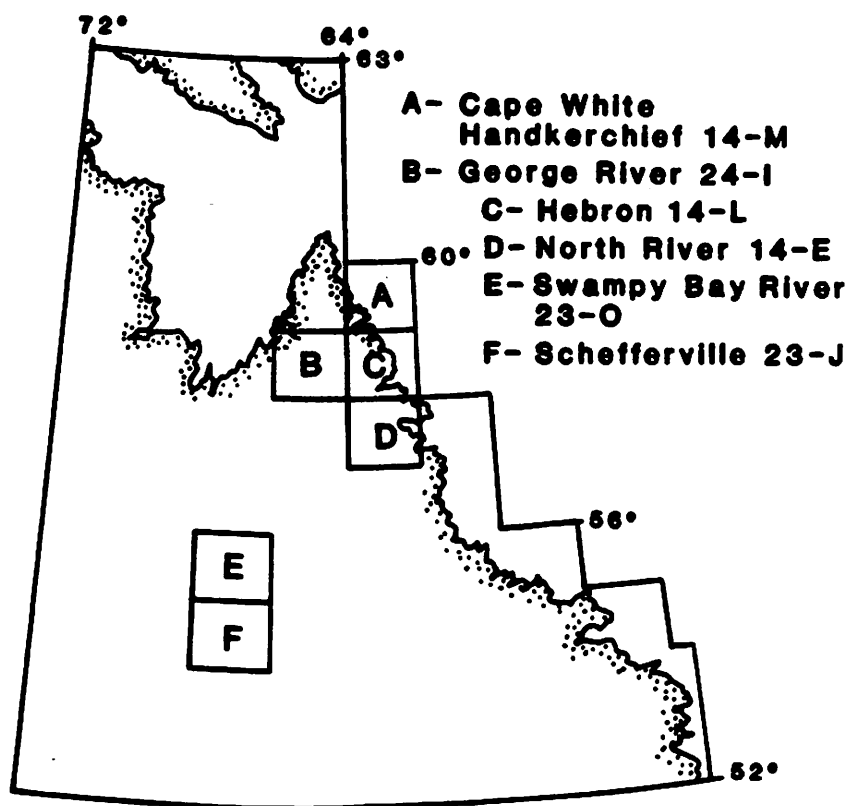 72°
64°
63°
A- Cape White
Handkerchief 14-M
B- George River 24-I
C- Hebron 14-L
60° D- North River 14-E
E- Swampy Bay River
23-O
F- Schefferville 23-J
A
B
C
D
56°
E
F
52°